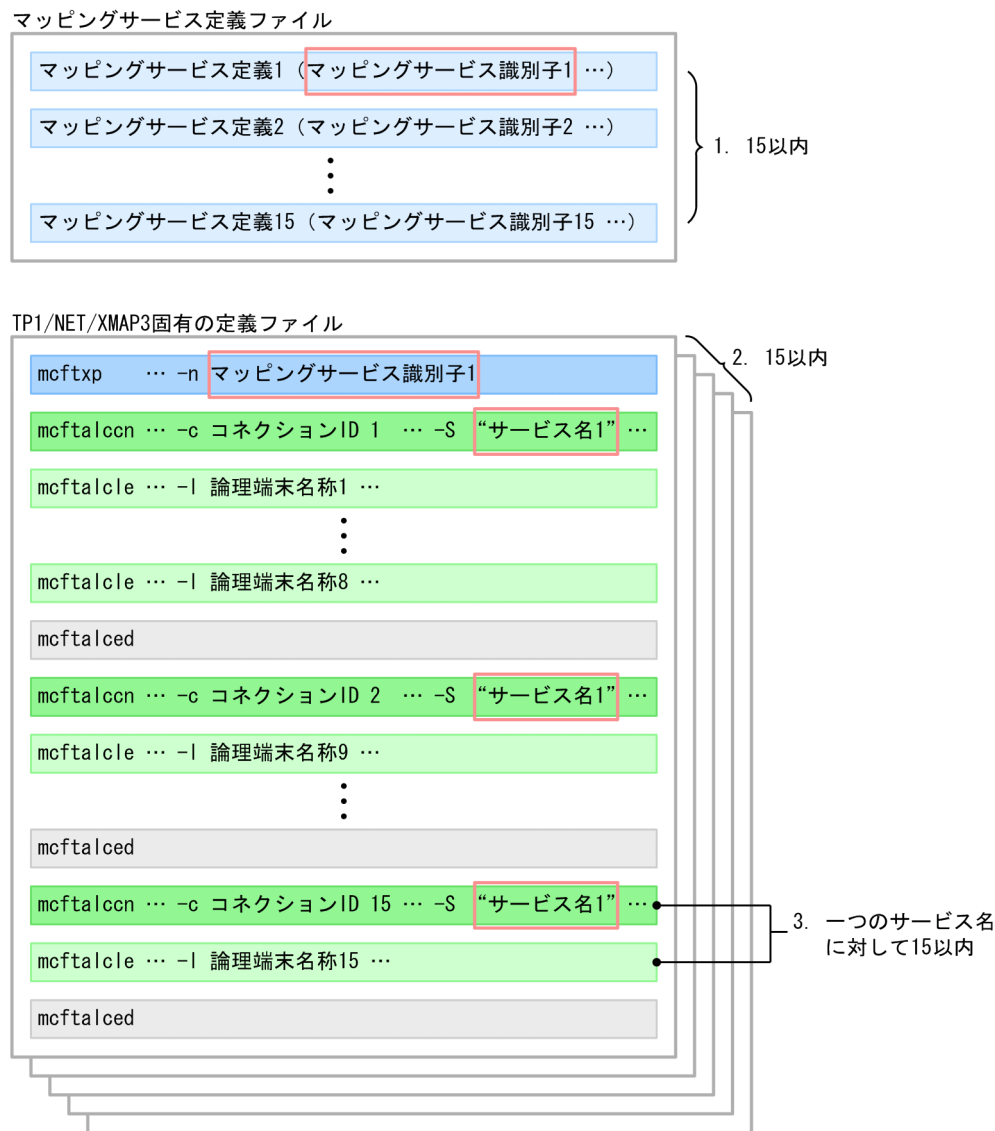 マッピングサービス定義ファイル
マッピングサービス定義1（マッピングサービス識別子1 …）
マッピングサービス定義2（マッピングサービス識別子2 …）
マッピングサービス定義15（マッピングサービス識別子15 …）
1. 15以内
TP1/NET/XMAP3固有の定義ファイル
2. 15以内
mcftxp … -n マッピングサービス識別子1
mcftalccn … -c コネクションID 1 … -S “サービス名1” …
mcftalcle … -l 論理端末名称1 …
mcftalcle … -l 論理端末名称8 …
mcftalced
mcftalccn … -c コネクションID 2 … -S “サービス名1” …
mcftalcle … -l 論理端末名称9 …
mcftalced
mcftalccn … -c コネクションID 15 … -S “サービス名1” …
mcftalcle … -l 論理端末名称15 …
mcftalced
3. 一つのサービス名
に対して15以内